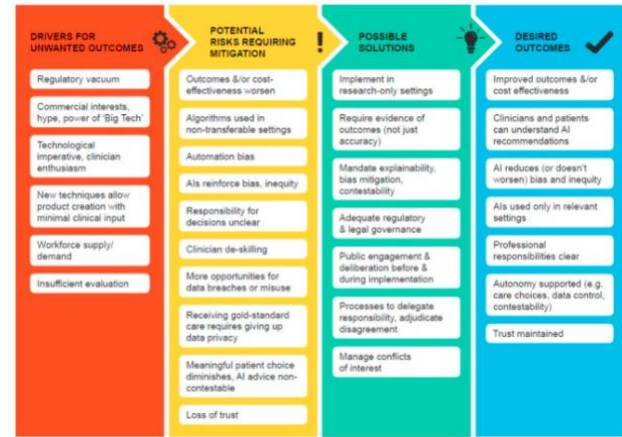 DRIVERS FOR
UNWANTED OUTCOMES
Regulatory vacuum
Commercial interests,
hype, power of 'Big Tech'
Technological
imperative, clinician
enthusiasm
New techniques allow
product creation with
minimal clinical input
Workforce supply/
demand
Insufficient evaluation
POTENTIAL
RISKS REQUIRING
MITIGATION
Outcomes &/or cost-
effectiveness worsen
Algorithms used in
non-transferable settings
Automation bias
AIs reinforce bias, inequity
Responsibility for
decisions unclear
Clinician de-skilling
More opportunities for
data breaches or misuse
Receiving gold-standard
care requires giving up
data privacy
Meaningful patient choice
diminishes, AI advice non-
contestable
Loss of trust
POSSIBLE
SOLUTIONS
Implement in
research-only settings
Require evidence of
outcomes (not just
accuracy)
Mandate explainability,
bias mitigation,
contestability
Adequate regulatory
& legal governance
Public engagement &
deliberation before &
during implementation
Processes to delegate
responsibility, adjudicate
disagreement
Manage conflicts
of interest
DESIRED
OUTCOMES
Improved outcomes &/or
cost effectiveness
Clinicians and patients
can understand AI
recommendations
AI reduces (or doesn't
worsen) bias and inequity
AIs used only in relevant
settings
Professional
responsibilities clear
Autonomy supported (e.g.
care choices, data control,
contestability)
Trust maintained